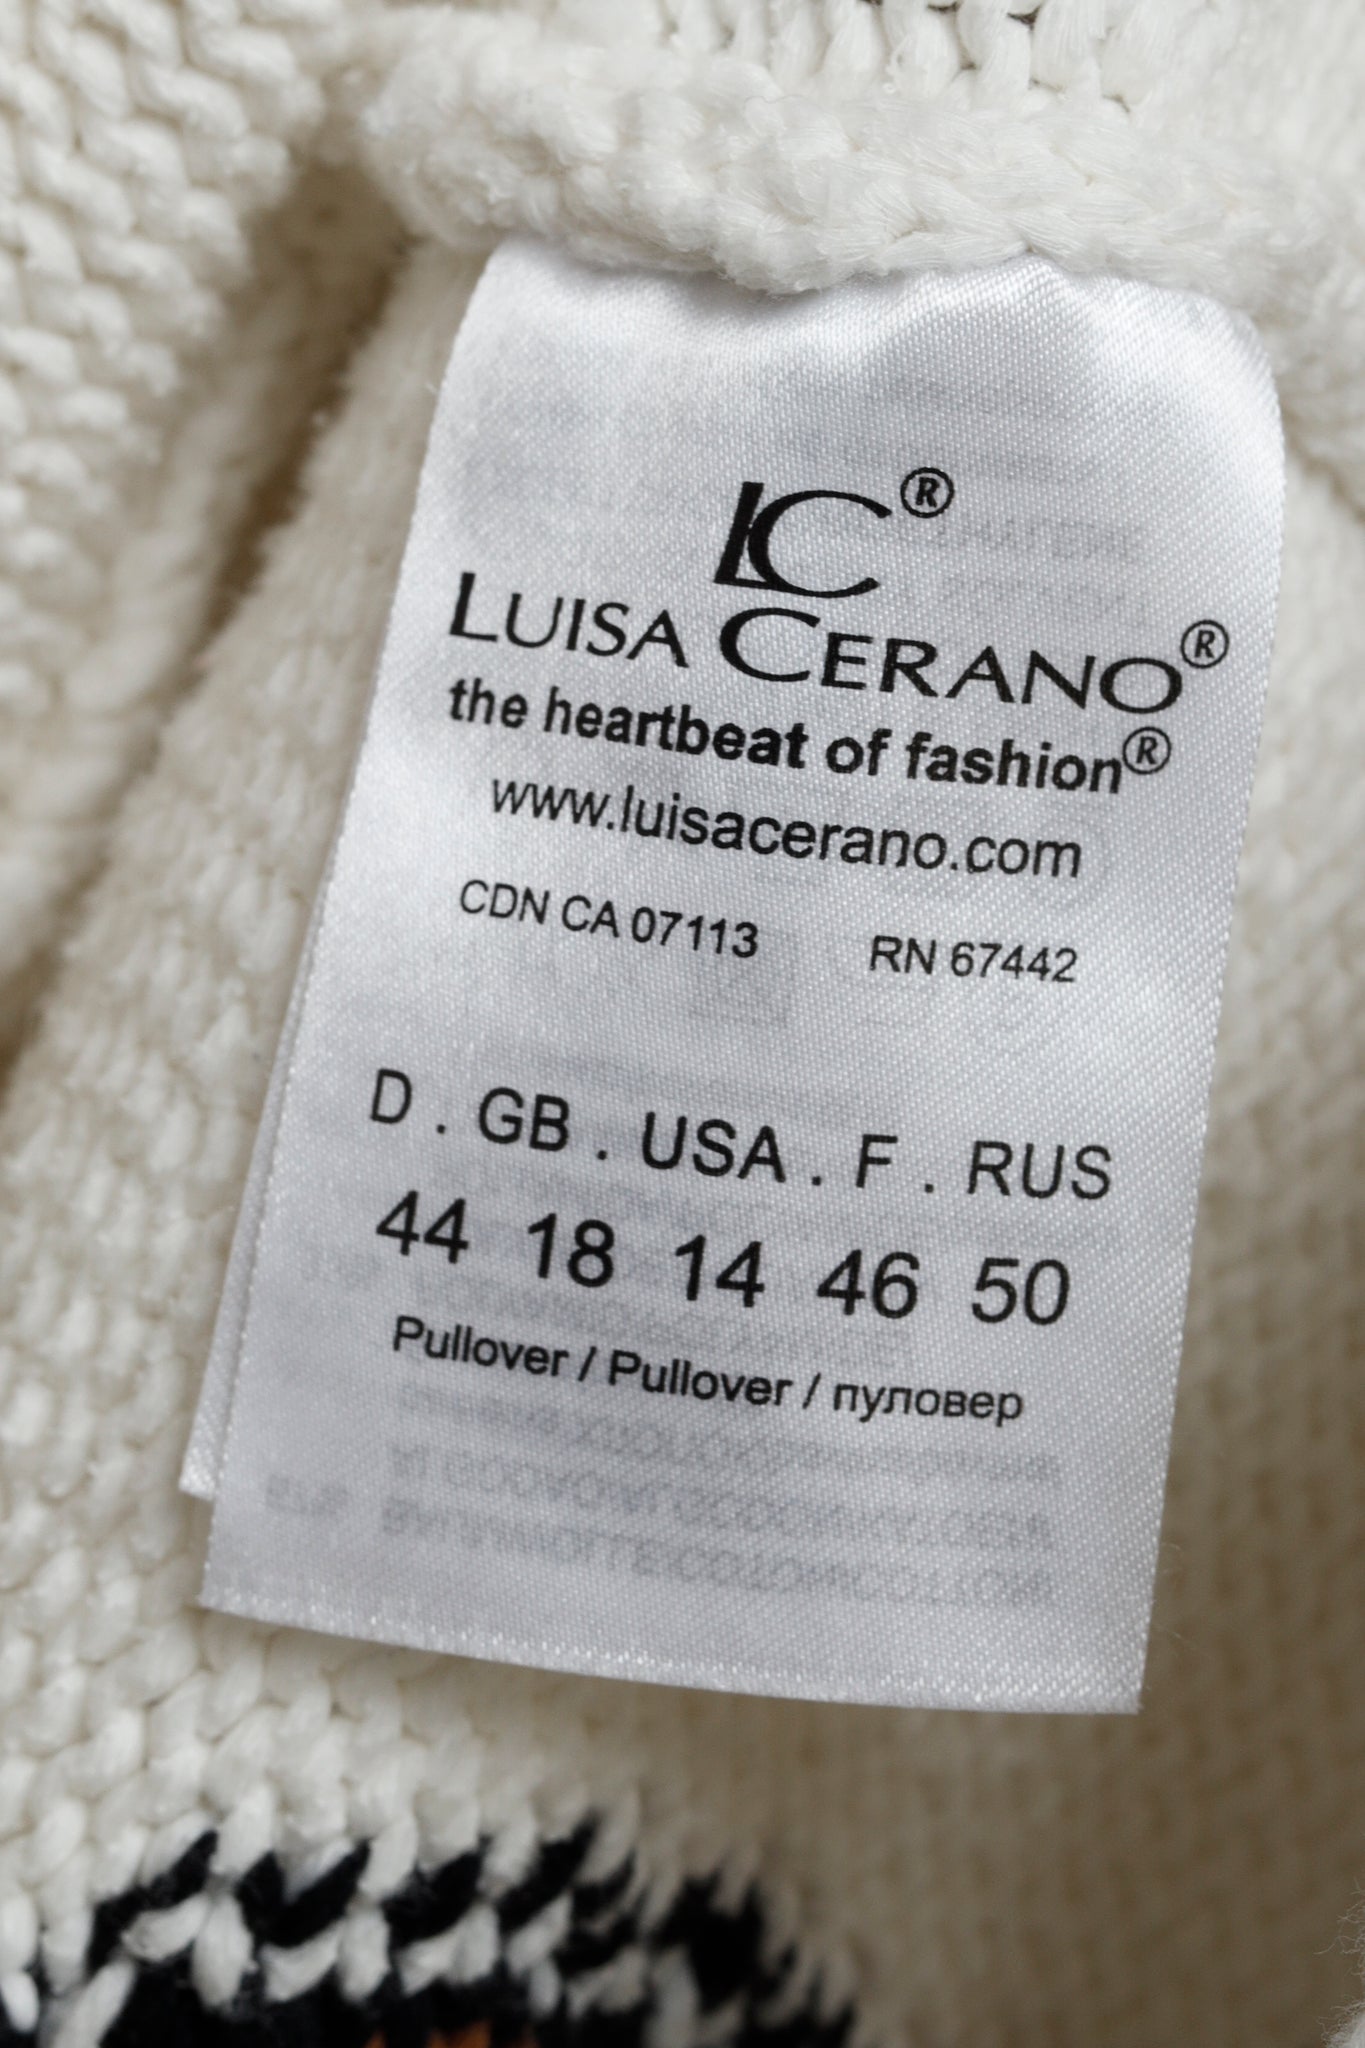 LC®
LUISA CERANO®
the heartbeat of fashion®
www.luisacerano.com
CDN CA 07113 RN 67442
D . GB . USA . F . RUS
44 18 14 46 50
Pullover / Pullover / пуловер